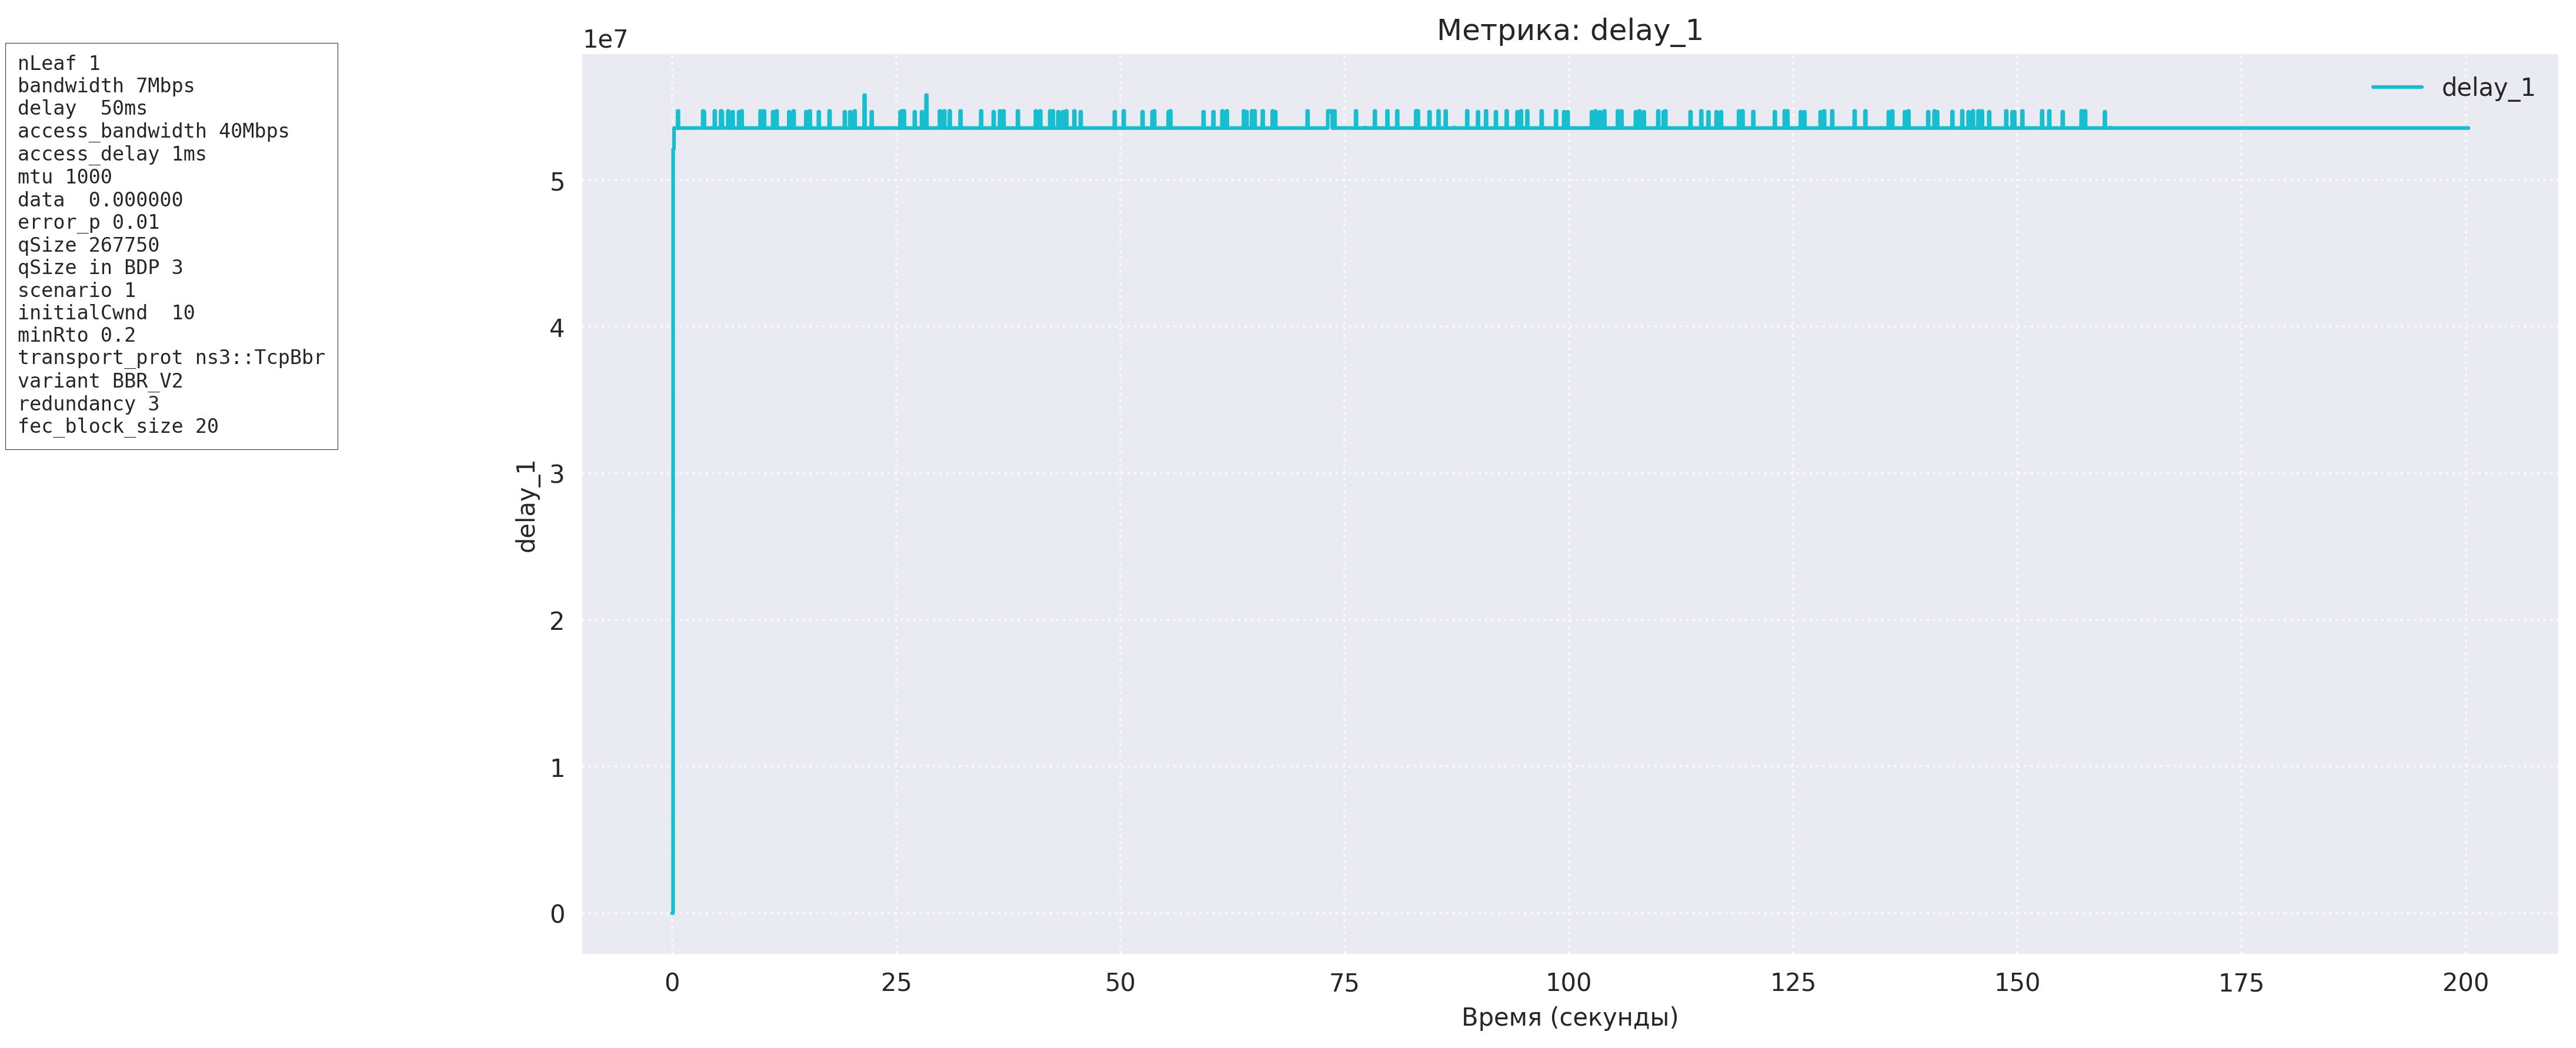 nLeaf 1
bandwidth 7Mbps
delay  50ms
access_bandwidth 40Mbps
access_delay 1ms
mtu 1000
data  0.000000
error_p 0.01
qSize 267750
qSize in BDP 3
scenario 1
initialCwnd  10
minRto 0.2
transport_prot ns3::TcpBbr
variant BBR_V2
redundancy 3
fec_block_size 20
Метрика: delay_1
1e7
delay_1
5
4
3
2
1
0
delay_1
0 25 50 75 100 125 150 175 200
Время (секунды)